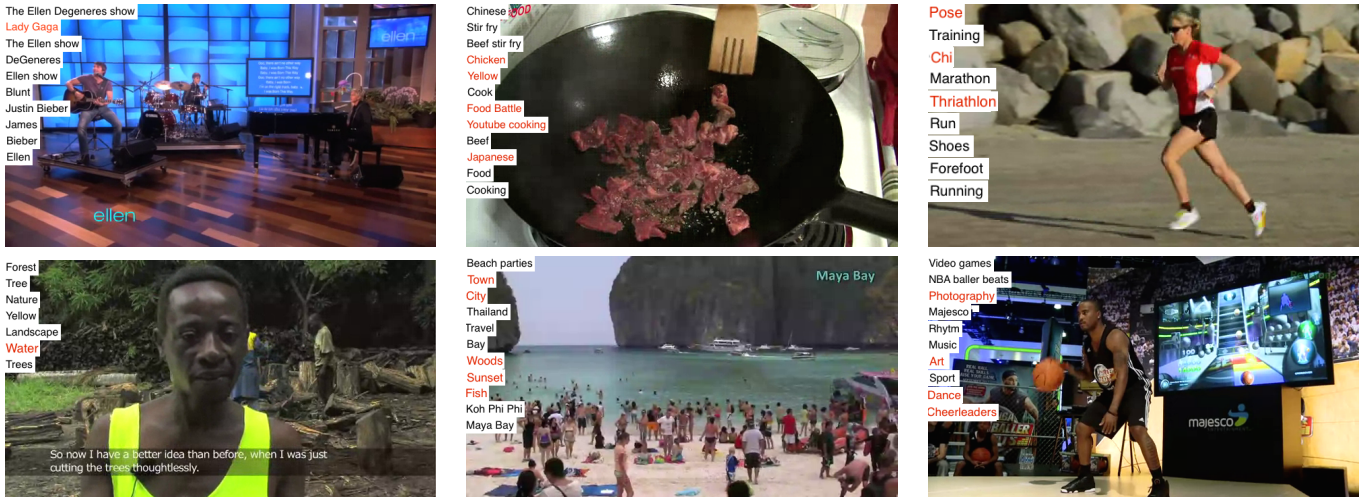 The Ellen Degeneres show
Lady Gaga
The Ellen show
DeGeneres
Ellen show
Blunt
Justin Bieber
James
Bieber
Ellen
ellen
ellen
Chinese
Stir fry
Beef stir fry
Chicken
Yellow
Cook
Food Battle
Youtube cooking
Beef
Japanese
Food
Cooking
Pose
Training
Chi
Marathon
Thriathlon
Run
Shoes
Forefoot
Running
Forest
Tree
Nature
Yellow
Landscape
Water
Trees
So now I have a better idea than before, when I was just
cutting the trees thoughtlessly.
Beach parties
Town
City
Thailand
Travel
Bay
Woods
Sunset
Fish
Koh Phi Phi
Maya Bay
Maya Bay
Video games
NBA baller beats
Photography
Majesco
Rhytm
Music
Art
Sport
Dance
Cheerleaders
majesco